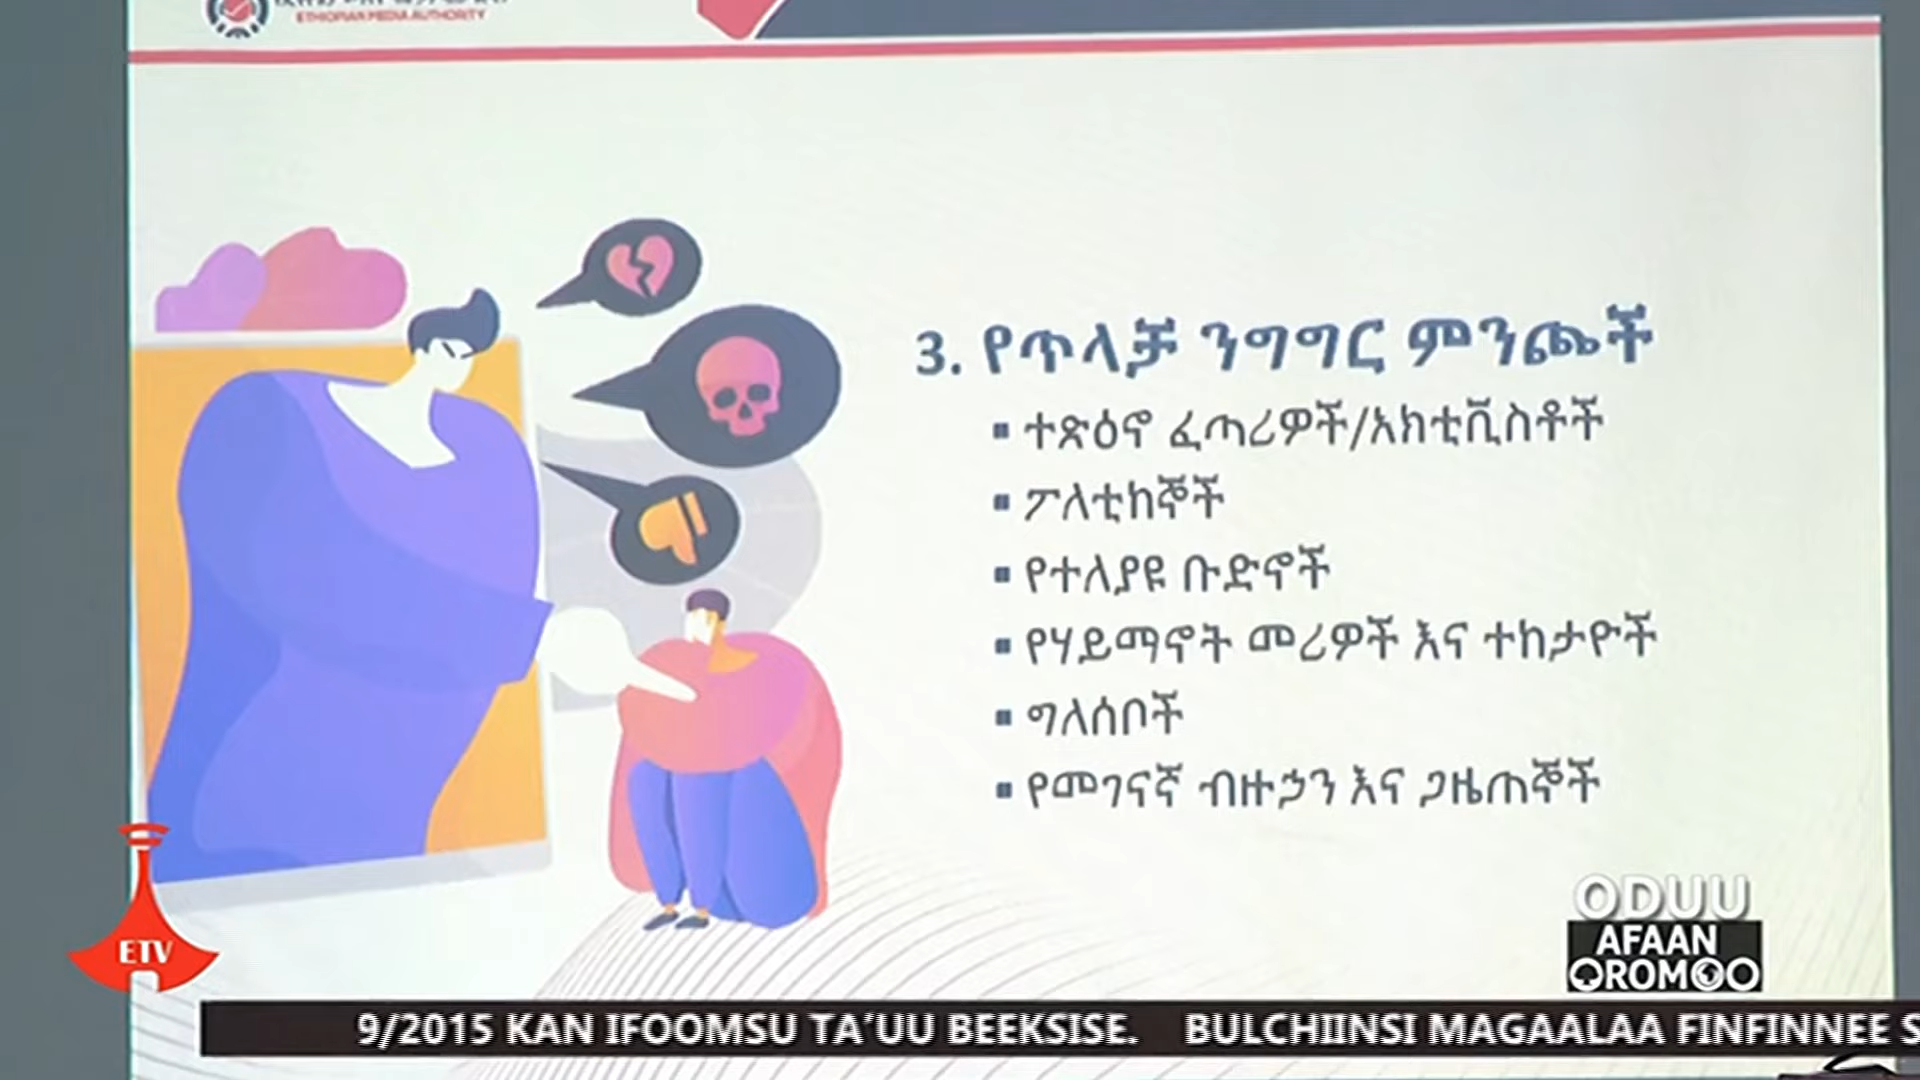 ETHIOPIAN MEDIA AUTHORITY
3. የጥላቻ ንግግር ምንጮች
▪ ተጽዕኖ ፈጣሪዎች/አክቲቪስቶች
▪ ፖለቲከኞች
▪ የተለያዩ ቡድኖች
▪ የሃይማኖት መሪዎች እና ተከታዮች
▪ ግለሰቦች
▪ የመገናኛ ብዙኃን እና ጋዜጠኞች
ETV
ODUU
AFAAN
OROMOO
9/2015 KAN IFOOMSU TA’UU BEEKSISE. BULCHIINSI MAGAALAA FINFINNEE S